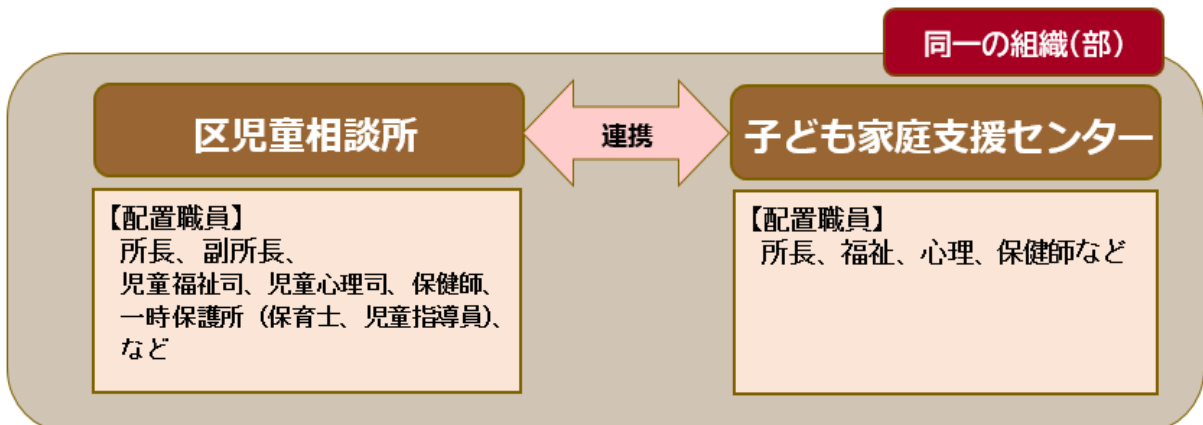 同一の組織(部)
区児童相談所
連携
子ども家庭支援センター
【配置職員】
所長、副所長、
児童福祉司、児童心理司、保健師、
一時保護所（保育士、児童指導員）、
など
【配置職員】
所長、福祉、心理、保健師など